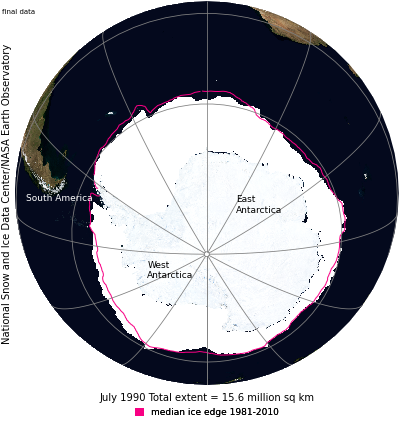 final data
National Snow and Ice Data Center/NASA Earth Observatory
South America
East
Antarctica
West
Antarctica
July 1990 Total extent = 15.6 million sq km
median ice edge 1981-2010